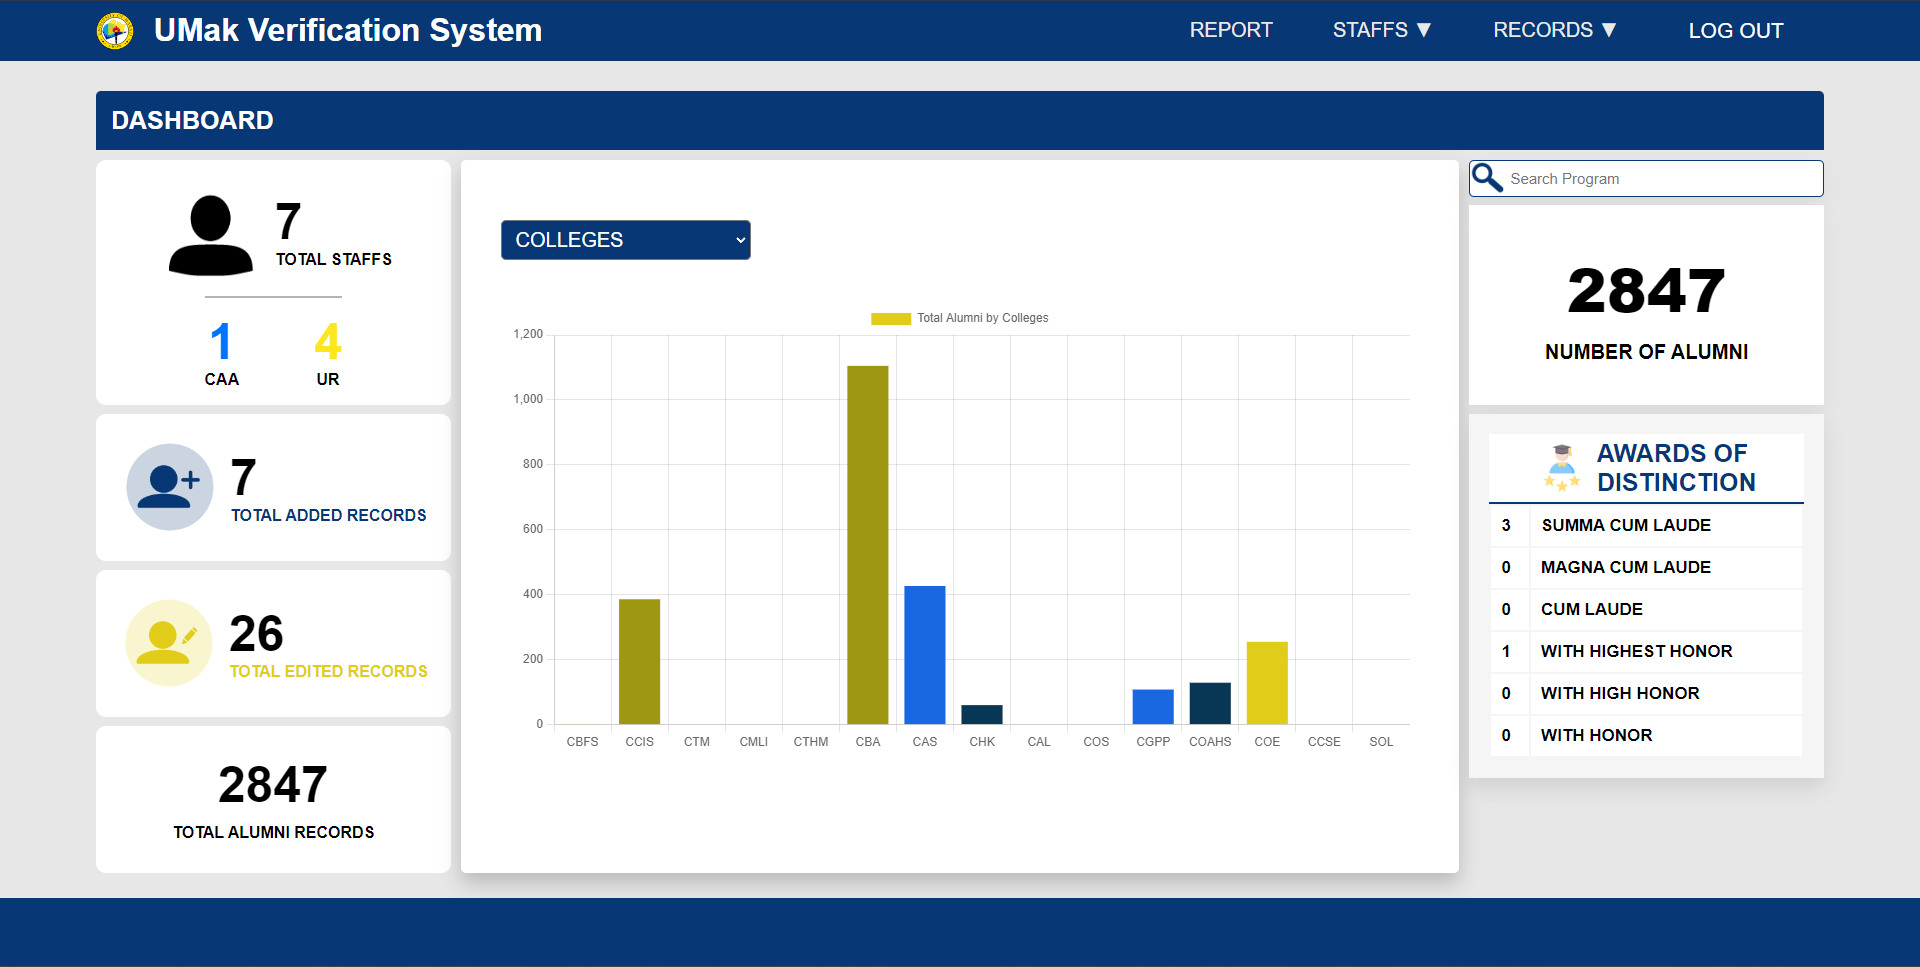 UMak Verification System
REPORT
STAFFS ▼
RECORDS ▼
LOG OUT
DASHBOARD
7
TOTAL STAFFS
1
CAA
4
UR
7
TOTAL ADDED RECORDS
26
TOTAL EDITED RECORDS
2847
TOTAL ALUMNI RECORDS
COLLEGES
Total Alumni by Colleges
1,200
1,000
800
600
400
200
0
CBFS CCIS CTM CMLI CTHM CBA CAS CHK CAL COS CGPP COAHS COE CCSE SOL
Search Program
2847
NUMBER OF ALUMNI
AWARDS OF
DISTINCTION
3 SUMMA CUM LAUDE
0 MAGNA CUM LAUDE
0 CUM LAUDE
1 WITH HIGHEST HONOR
0 WITH HIGH HONOR
0 WITH HONOR